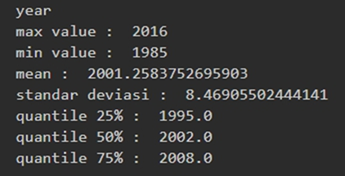 year
max value :  2016
min value :  1985
mean :  2001.2583752695903
standar deviasi :  8.46905502444141
quantile 25% :  1995.0
quantile 50% :  2002.0
quantile 75% :  2008.0